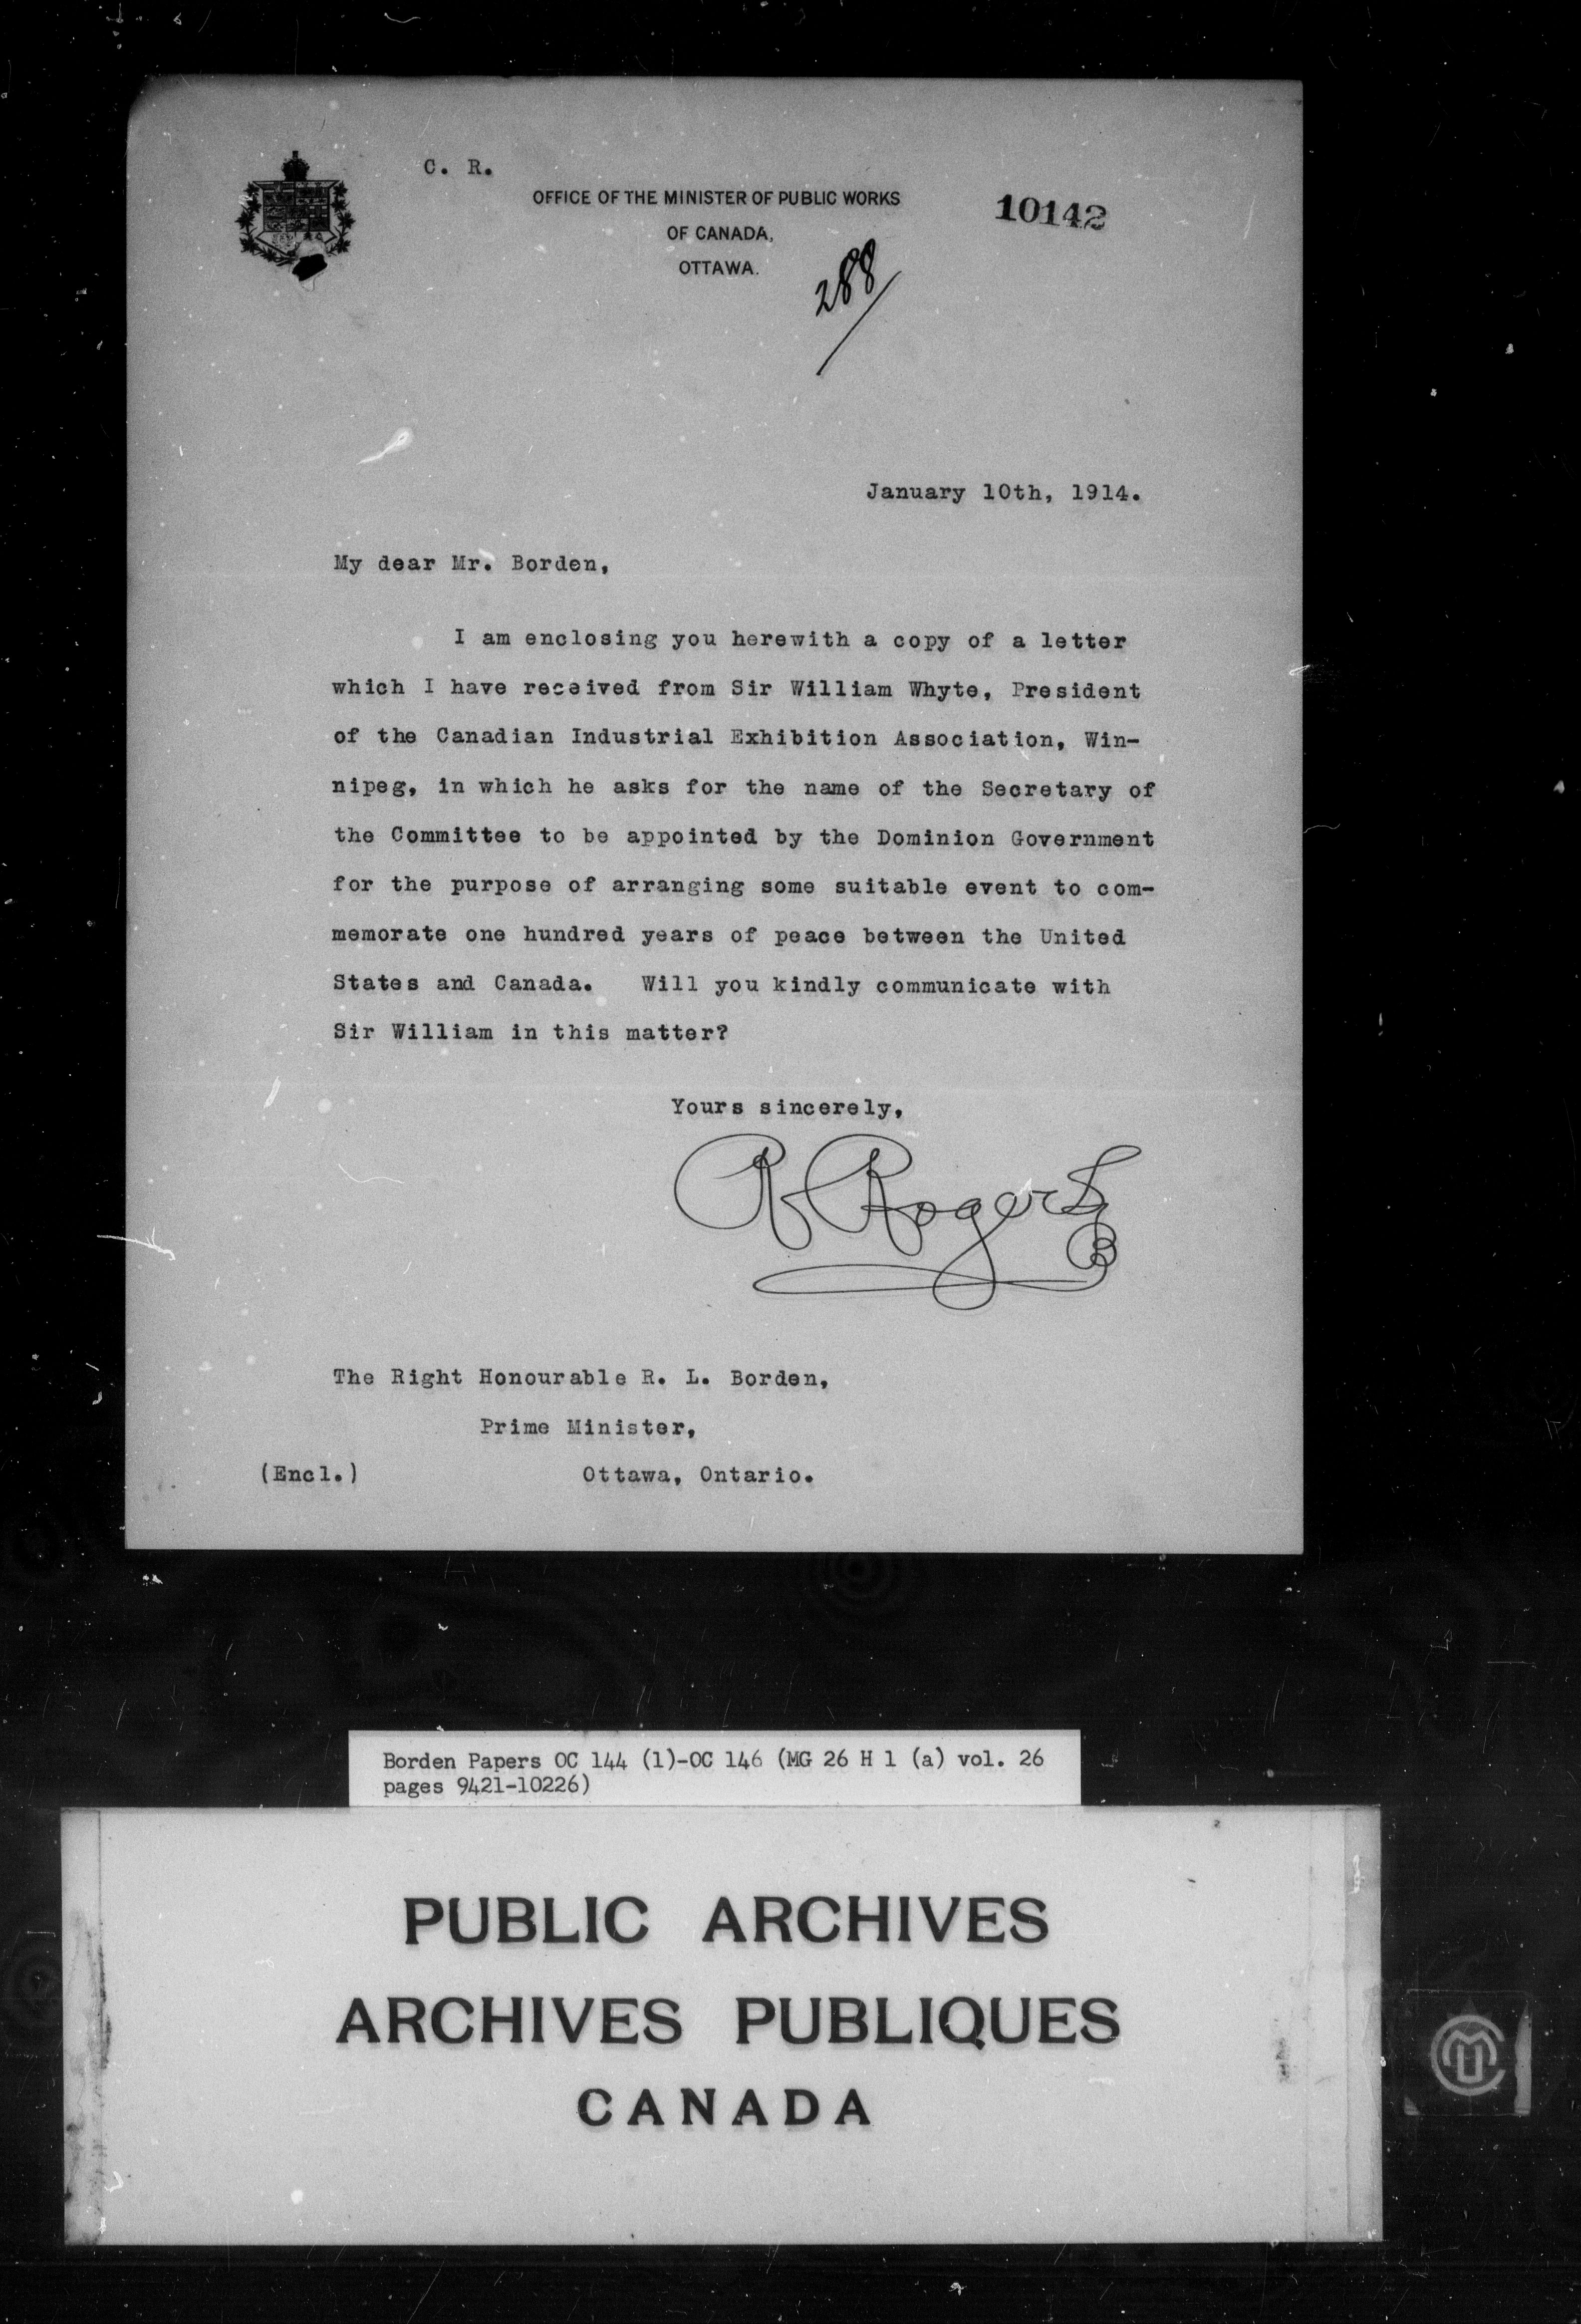 C. R.
OFFICE OF THE MINISTER OF PUBLIC WORKS
OF CANADA,
OTTAWA.
10142
288
January 10th, 1914.
My dear Mr. Borden,
I am enclosing you herewith a copy of a letter
which I have received from Sir William Whyte, President
of the Canadian Industrial Exhibition Association, Win-
nipeg, in which he asks for the name of the Secretary of
the Committee to be appointed by the Dominion Government
for the purpose of arranging some suitable event to com-
memorate one hundred years of peace between the United
States and Canada. Will you kindly communicate with
Sir William in this matter?
Yours sincerely,
R Rogers
The Right Honourable R. L. Borden,
Prime Minister,
(Encl.) Ottawa, Ontario.
Borden Papers OC 144 (1)-OC 146 (MG 26 H 1 (a) vol. 26
pages 9421-10226)
PUBLIC ARCHIVES
ARCHIVES PUBLIQUES
CANADA